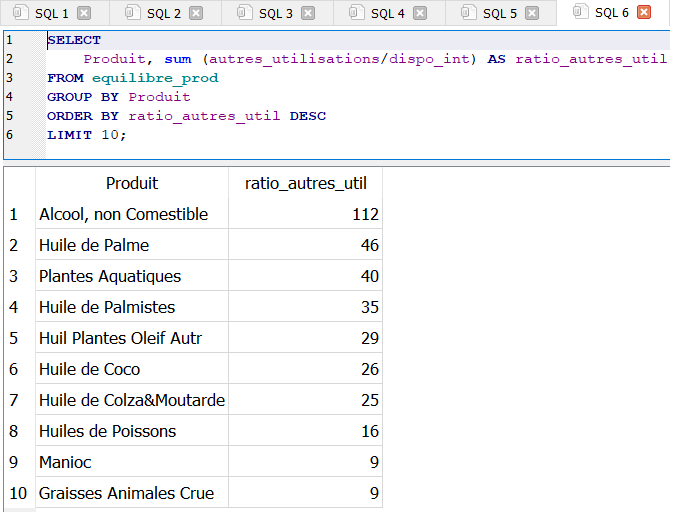 SQL 1 SQL 2 SQL 3 SQL 4 SQL 5 SQL 6
1 SELECT
2 Produit, sum (autres_utilisations/dispo_int) AS ratio_autres_util
3 FROM equilibre_prod
4 GROUP BY Produit
5 ORDER BY ratio_autres_util DESC
6 LIMIT 10;
Produit ratio_autres_util
1 Alcool, non Comestible 112
2 Huile de Palme 46
3 Plantes Aquatiques 40
4 Huile de Palmistes 35
5 Huil Plantes Oleif Autr 29
6 Huile de Coco 26
7 Huile de Colza&Moutarde 25
8 Huiles de Poissons 16
9 Manioc 9
10 Graisses Animales Crue 9